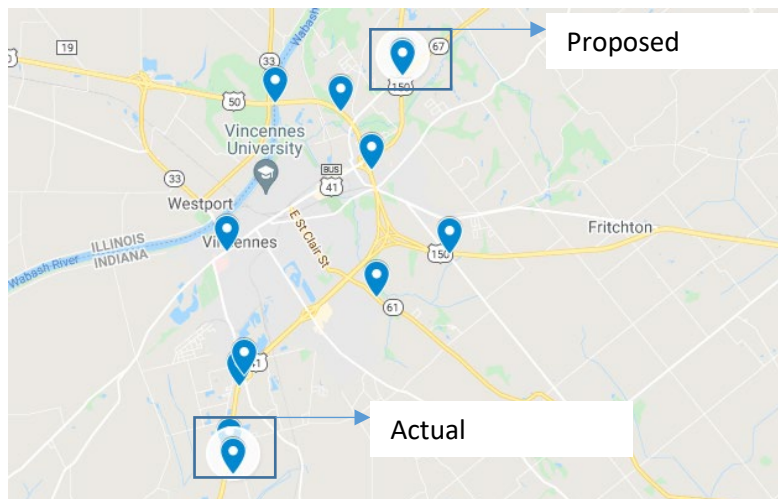 Proposed
Wabash
19
33
67
50
150
Vincennes
University
BUS
41
33
Westport
E St Clair St
Fritchton
ILLINOIS
INDIANA
Vincennes
Wabash River
150
61
41
Actual